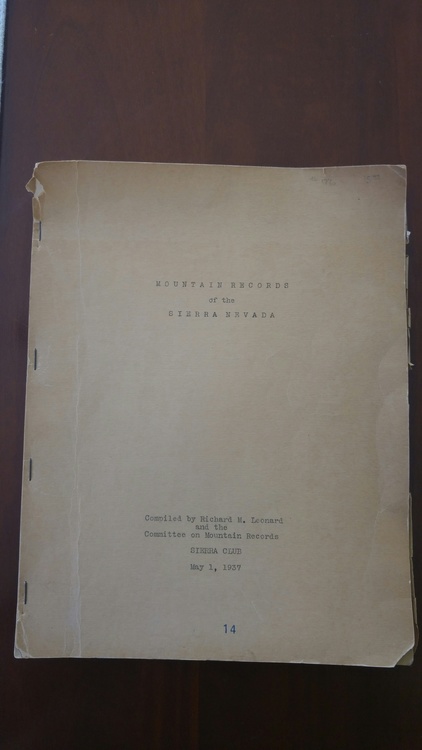 MOUNTAIN RECORDS
of the
SIERRA NEVADA
Compiled by Richard M. Leonard
and the
Committee on Mountain Records
SIERRA CLUB
May 1, 1937
14